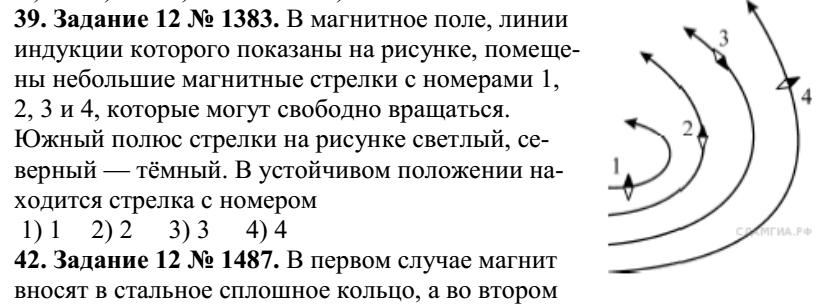 39. Задание 12 № 1383. В магнитное поле, линии
индукции которого показаны на рисунке, помеще-
ны небольшие магнитные стрелки с номерами 1,
2, 3 и 4, которые могут свободно вращаться.
Южный полюс стрелки на рисунке светлый, се-
верный — тёмный. В устойчивом положении на-
ходится стрелка с номером
1) 1 2) 2 3) 3 4) 4
42. Задание 12 № 1487. В первом случае магнит
вносят в стальное сплошное кольцо, а во втором
3
4
2
1
СДАМГИА.РФ